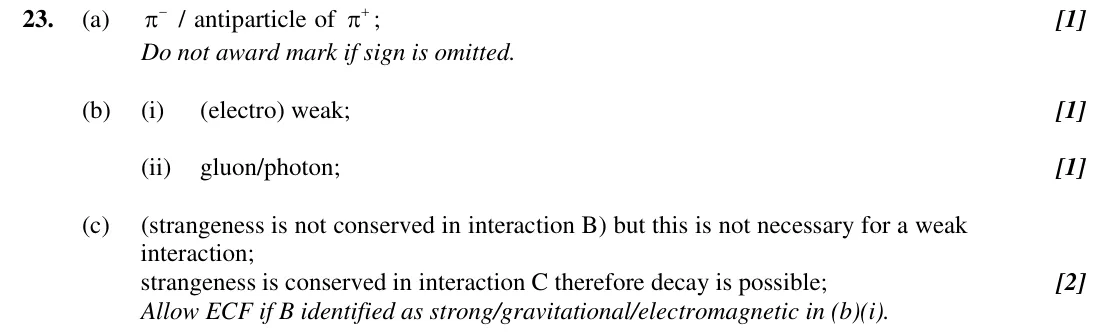 23. (a) π⁻ / antiparticle of π⁺; [1]
Do not award mark if sign is omitted.
(b) (i) (electro) weak; [1]
(ii) gluon/photon; [1]
(c) (strangeness is not conserved in interaction B) but this is not necessary for a weak
interaction;
strangeness is conserved in interaction C therefore decay is possible; [2]
Allow ECF if B identified as strong/gravitational/electromagnetic in (b)(i).